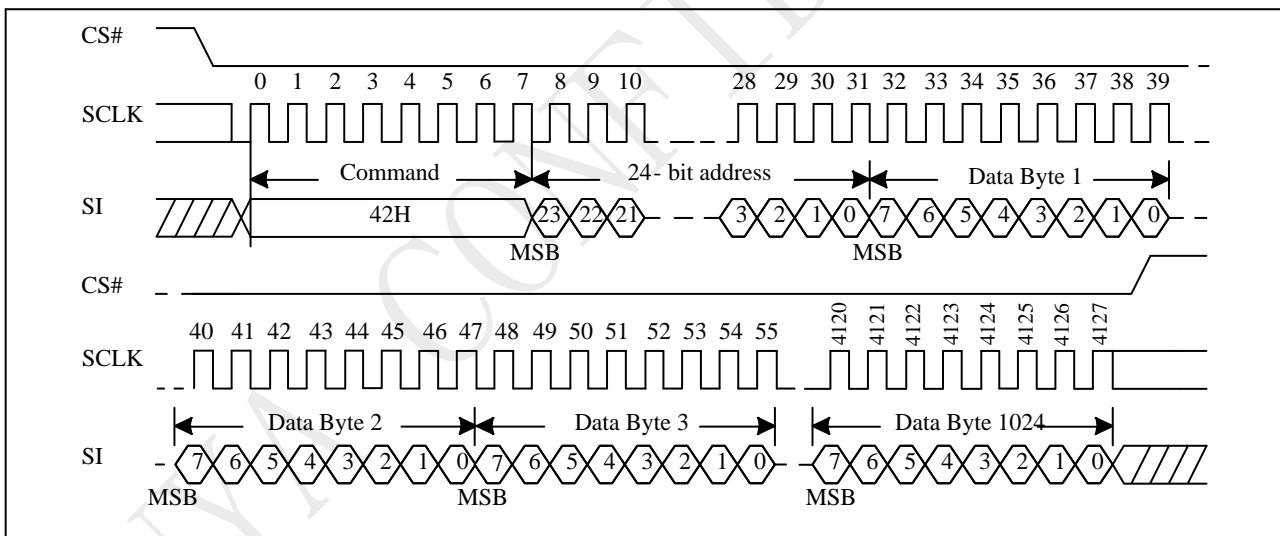 CS#
0 1 2 3 4 5 6 7 8 9 10 28 29 30 31 32 33 34 35 36 37 38 39
SCLK
Command 24- bit address Data Byte 1
SI 42H 23 22 21 3 2 1 0 7 6 5 4 3 2 1 0
MSB MSB
CS#
40 41 42 43 44 45 46 47 48 49 50 51 52 53 54 55 4120 4121 4122 4123 4124 4125 4126 4127
SCLK
Data Byte 2 Data Byte 3 Data Byte 1024
SI 7 6 5 4 3 2 1 0 7 6 5 4 3 2 1 0 7 6 5 4 3 2 1 0
MSB MSB MSB